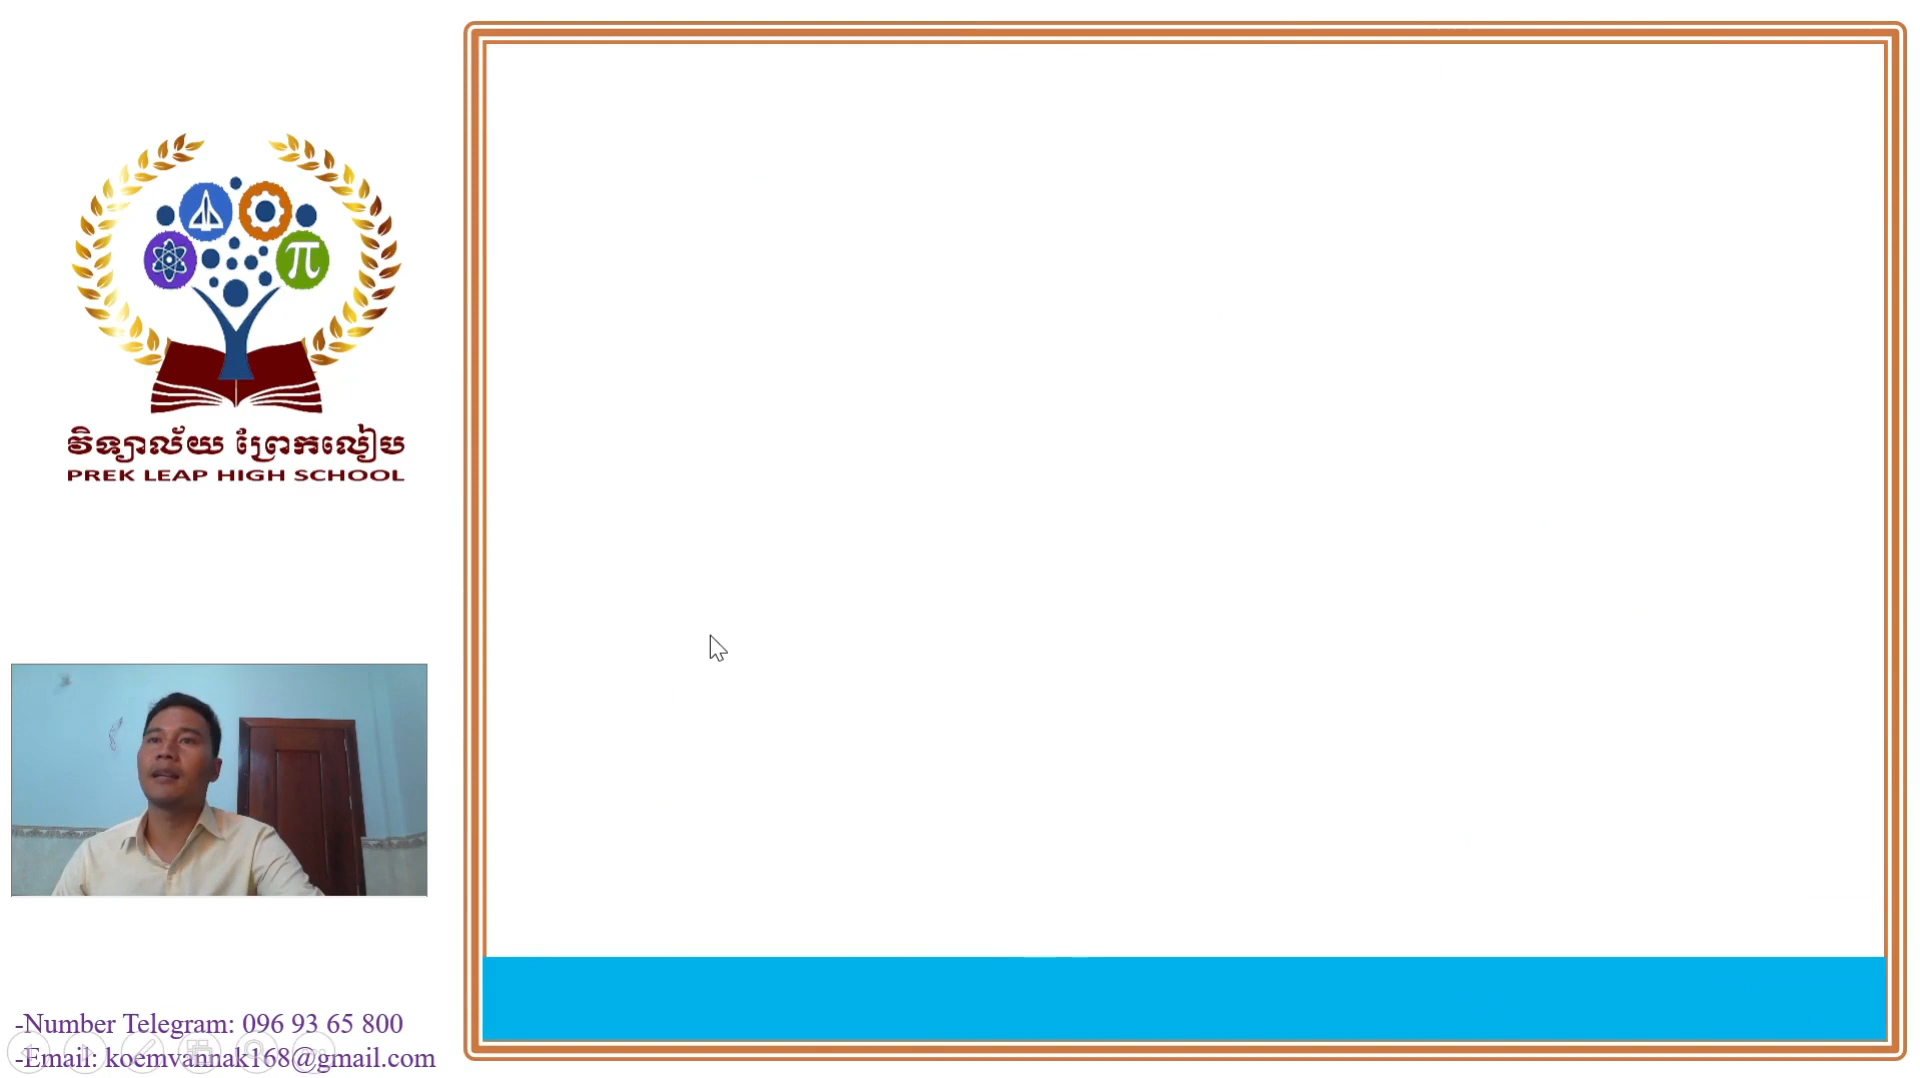 វិទ្យាល័យ ព្រែកលៀប
PREK LEAP HIGH SCHOOL
-Number Telegram: 096 93 65 800
-Email: koemvannak168@gmail.com